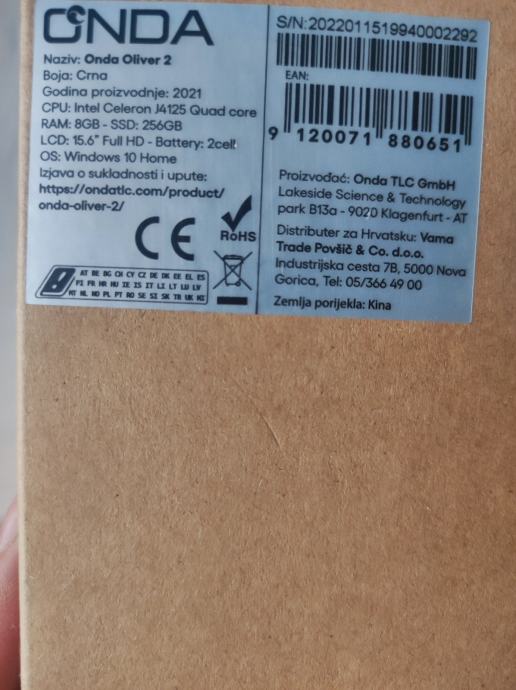 ONDA
Naziv: Onda Oliver 2
Boja: Crna
Godina proizvodnje: 2021
CPU: Intel Celeron J4125 Quad core
RAM: 8GB - SSD: 256GB
LCD: 15.6" Full HD - Battery: 2cell
OS: Windows 10 Home
Izjava o sukladnosti i upute:
https://ondatlc.com/product/
onda-oliver-2/
CE
RoHS
AT BE BG CH CY CZ DE DK EE EL ES
FI FR HR HU IE IS IT LI LT LU LV
MT NL NO PL PT RO SE SI SK TR UK NI
S/N:2022011519940002292
EAN:
9 120071 880651
Proizvođač: Onda TLC GmbH
Lakeside Science & Technology
park B13a - 9020 Klagenfurt - AT
Distributer za Hrvatsku: Vama
Trade Povšič & Co. d.o.o.
Industrijska cesta 7B, 5000 Nova
Gorica, Tel: 05/366 49 00
Zemlja porijekla: Kina